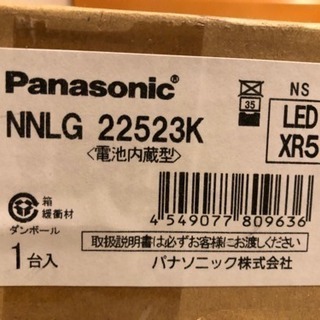 Panasonic®
NS
35
NNLG 22523K
LED
XR5
〈電池内蔵型〉
箱
緩衝材
ダンボール
4 549077 809636
1台入
取扱説明書は必ずお客様にお渡しください
パナソニック株式会社